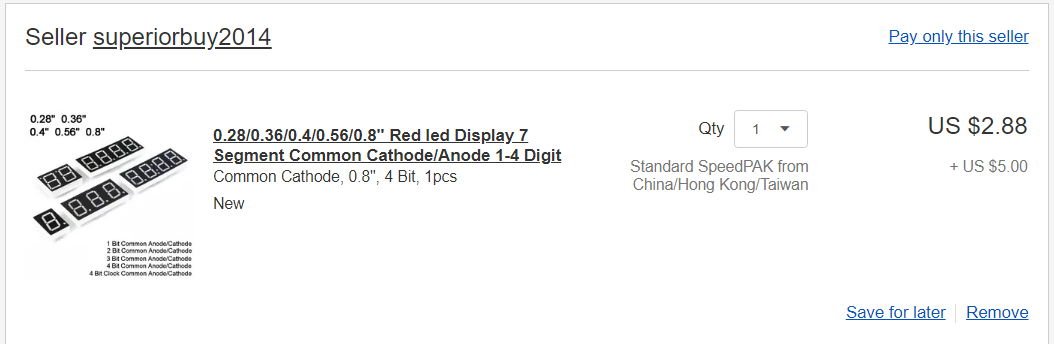 Seller superiorbuy2014
Pay only this seller
0.28" 0.36"
0.4" 0.56" 0.8"
1 Bit Common Anode/Cathode
2 Bit Common Anode/Cathode
3 Bit Common Anode/Cathode
4 Bit Common Anode/Cathode
4 Bit Clock Common Anode/Cathode
0.28/0.36/0.4/0.56/0.8" Red led Display 7
Segment Common Cathode/Anode 1-4 Digit
Common Cathode, 0.8", 4 Bit, 1pcs
New
Qty 1
Standard SpeedPAK from
China/Hong Kong/Taiwan
US $2.88
+ US $5.00
Save for later
Remove